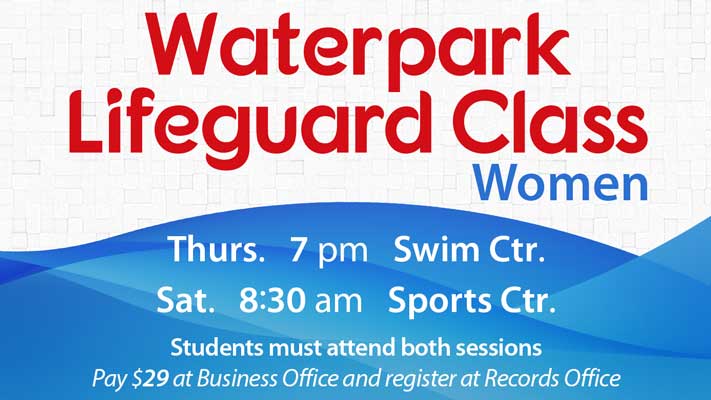 Waterpark
Lifeguard Class
Women
Thurs. 7 pm Swim Ctr.
Sat. 8:30 am Sports Ctr.
Students must attend both sessions
Pay $29 at Business Office and register at Records Office